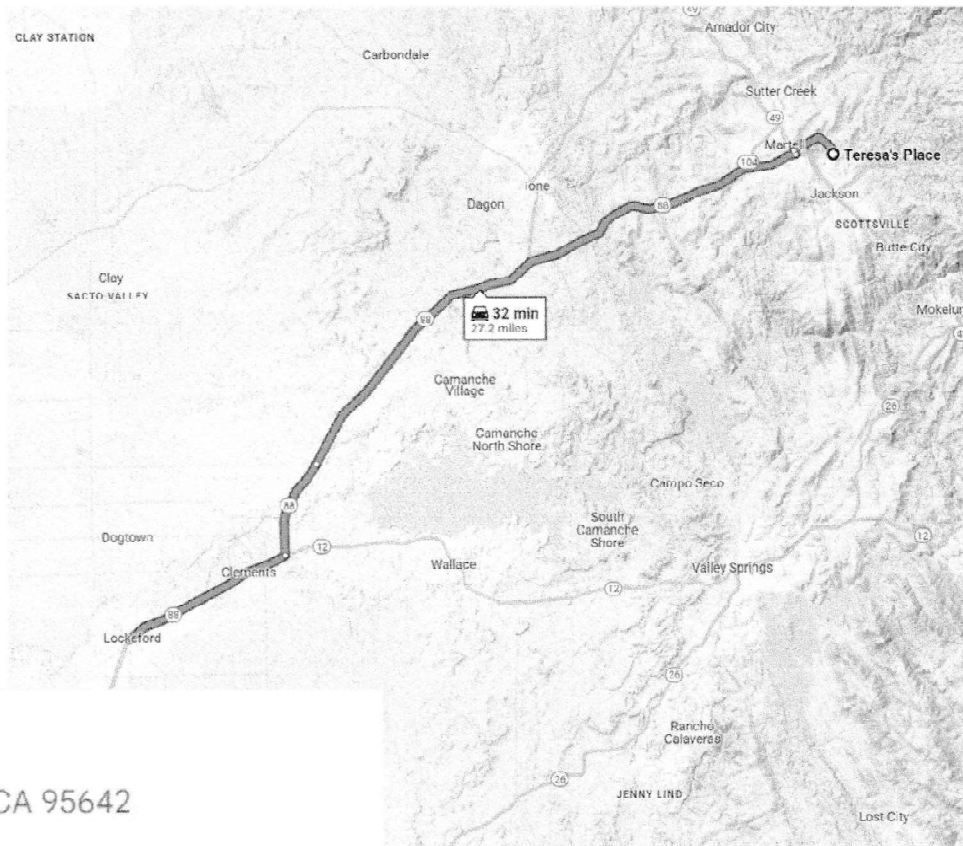 49
CLAY STATION
Amador City
Carbondale
Sutter Creek
49
Martell
104
Teresa's Place
Ione
Jackson
Dagon
88
SCOTTSVILLE
Butte City
Clay
SACTO-VALLEY
32 min
27.2 miles
88
Camanche
Village
26
Camanche
North Shore
Campo Seco
88
South
Camanche
Shore
Dogtown
12
12
Wallace
Clements
Valley Springs
12
88
Lockeford
26
Rancho
Calaveras
26
JENNY LIND
CA 95642
Lost City